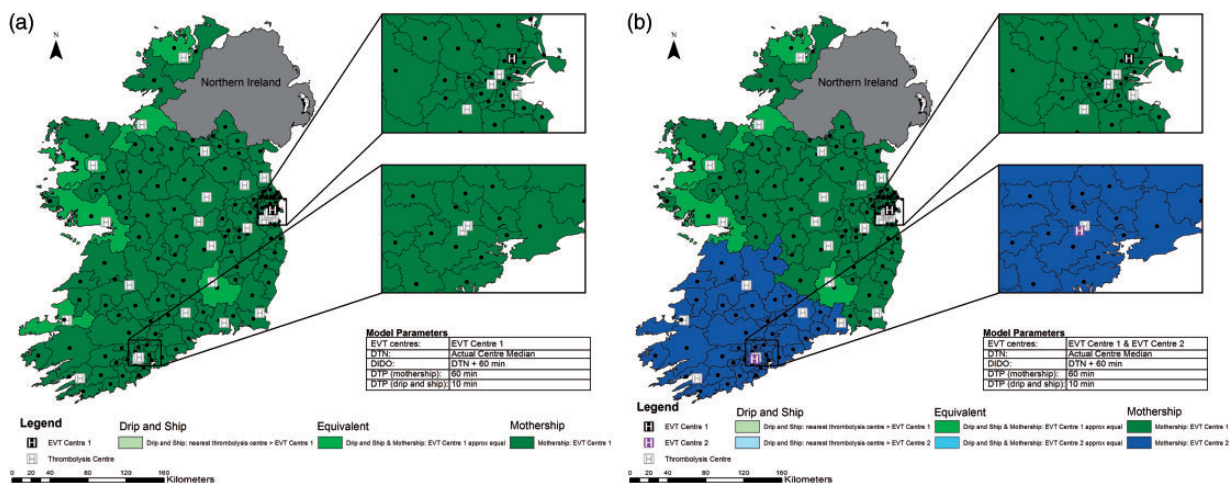 (a)
N
Northern Ireland
H
Model Parameters
EVT centres: EVT Centre 1
DTN: Actual Centre Median
DIDO: DTN + 60 min
DTP (mothership): 60 min
DTP (drip and ship): 10 min
Legend
H EVT Centre 1
H Thrombolysis Centre
Drip and Ship
Drip and Ship: nearest thrombolysis centre > EVT Centre 1
Equivalent
Drip and Ship & Mothership: EVT Centre 1 approx equal
Mothership
Mothership: EVT Centre 1
0 20 40 80 120 160
Kilometers
(b)
N
Northern Ireland
H
Model Parameters
EVT centres: EVT Centre 1 & EVT Centre 2
DTN: Actual Centre Median
DIDO: DTN + 60 min
DTP (mothership): 60 min
DTP (drip and ship): 10 min
Legend
H EVT Centre 1
H EVT Centre 2
H Thrombolysis Centre
Drip and Ship
Drip and Ship: nearest thrombolysis centre > EVT Centre 1
Drip and Ship: nearest thrombolysis centre > EVT Centre 2
Equivalent
Drip and Ship & Mothership: EVT Centre 1 approx equal
Drip and Ship & Mothership: EVT Centre 2 approx equal
Mothership
Mothership: EVT Centre 1
Mothership: EVT Centre 2
0 20 40 80 120 160
Kilometers